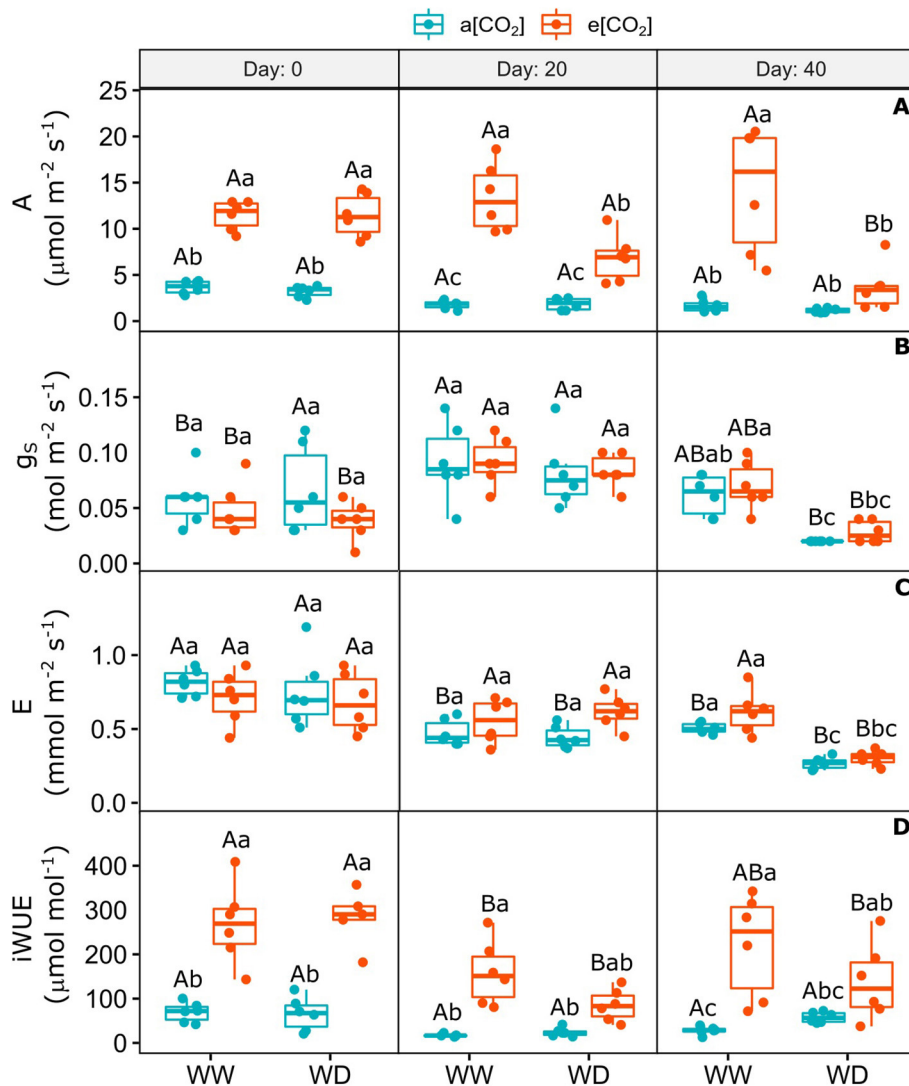 a[CO₂] e[CO₂]
Day: 0 Day: 20 Day: 40
A
A
(μmol m⁻² s⁻¹)
25
20
15
10
5
0
Ab Aa Ab Aa
Ac Aa Ac Ab
Ab Aa Ab Bb
B
gs
(mol m⁻² s⁻¹)
0.15
0.10
0.05
0.00
Ba Ba Aa Ba
Aa Aa Aa Aa
ABab ABa Bc Bbc
C
E
(mmol m⁻² s⁻¹)
1.0
0.5
0.0
Aa Aa Aa Aa
Ba Aa Ba Aa
Ba Aa Bc Bbc
D
iWUE
(μmol mol⁻¹)
400
300
200
100
0
Ab Aa Ab Aa
Ab Ba Ab Bab
Ac ABa Abc Bab
WW WD WW WD WW WD